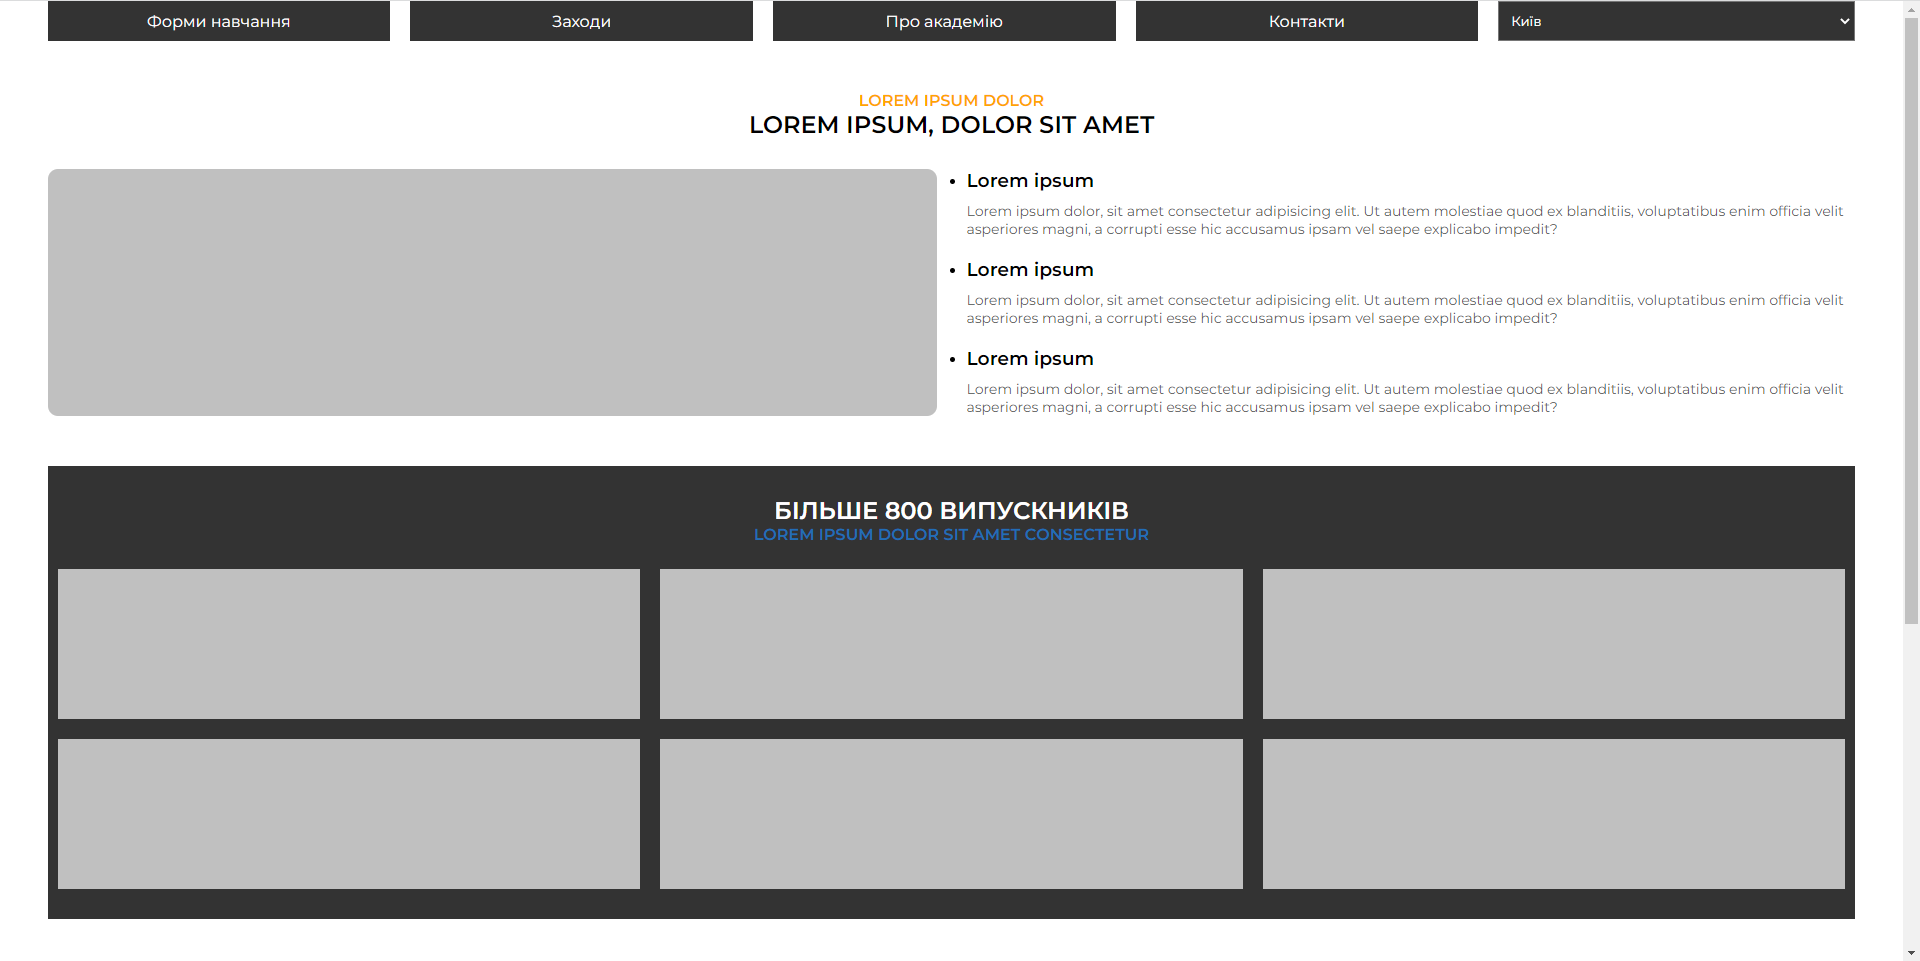 Форми навчання
Заходи
Про академію
Контакти
Київ
LOREM IPSUM DOLOR
LOREM IPSUM, DOLOR SIT AMET
Lorem ipsum
Lorem ipsum dolor, sit amet consectetur adipisicing elit. Ut autem molestiae quod ex blanditiis, voluptatibus enim officia velit
asperiores magni, a corrupti esse hic accusamus ipsam vel saepe explicabo impedit?
Lorem ipsum
Lorem ipsum dolor, sit amet consectetur adipisicing elit. Ut autem molestiae quod ex blanditiis, voluptatibus enim officia velit
asperiores magni, a corrupti esse hic accusamus ipsam vel saepe explicabo impedit?
Lorem ipsum
Lorem ipsum dolor, sit amet consectetur adipisicing elit. Ut autem molestiae quod ex blanditiis, voluptatibus enim officia velit
asperiores magni, a corrupti esse hic accusamus ipsam vel saepe explicabo impedit?
БІЛЬШЕ 800 ВИПУСКНИКІВ
LOREM IPSUM DOLOR SIT AMET CONSECTETUR